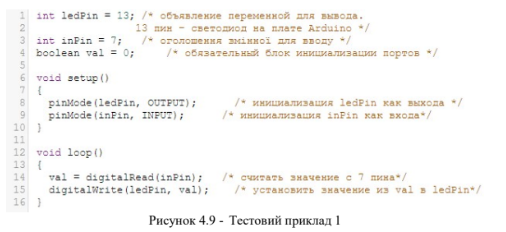 1 int ledPin = 13; /* объявление переменной для вывода.
2 13 пин - светодиод на плате Arduino */
3 int inPin = 7; /* оголошення змінної для вводу */
4 boolean val = 0; /* обязательный блок инициализации портов */
5
6 void setup()
7 {
8 pinMode(ledPin, OUTPUT); /* инициализация ledPin как выхода */
9 pinMode(inPin, INPUT); /* инициализация inPin как входа*/
10 }
11
12 void loop()
13 {
14 val = digitalRead(inPin); /* считать значение с 7 пина*/
15 digitalWrite(ledPin, val); /* установить значение из val в ledPin*/
16 }
Рисунок 4.9 - Тестовий приклад 1